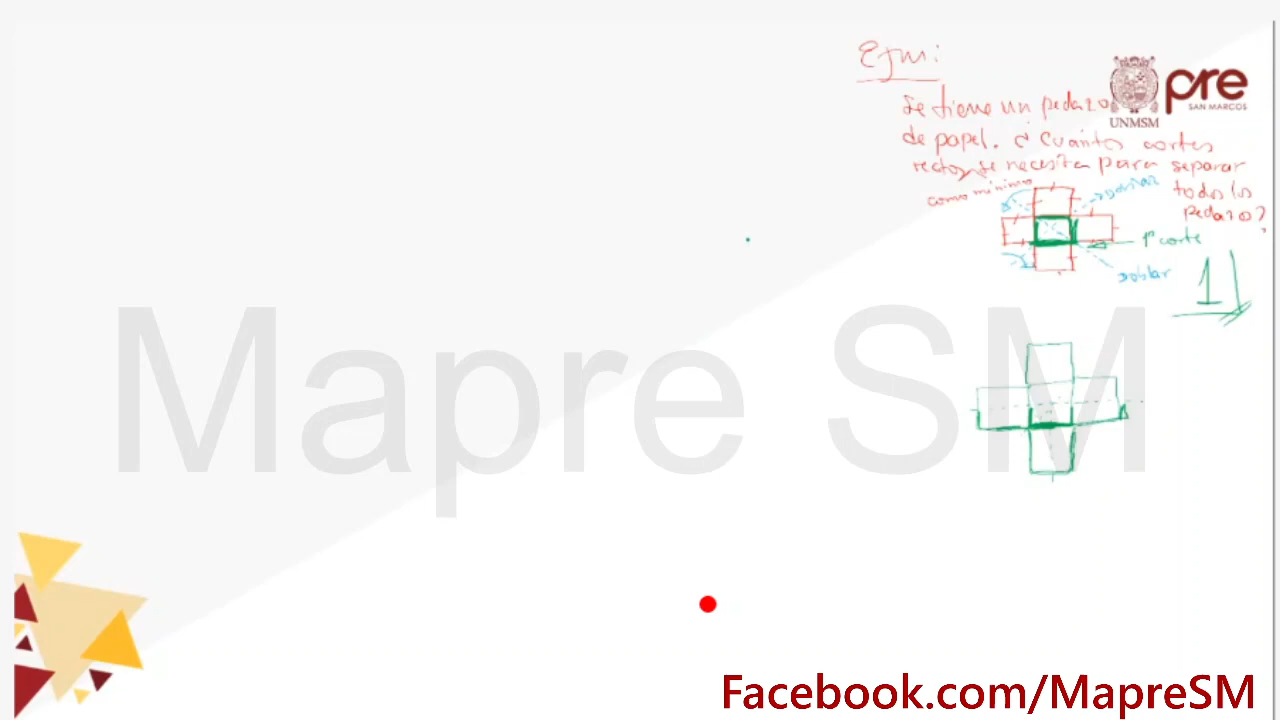 Ejm:
Se tiene un pedazo
de papel. ¿Cuántos cortes
rectos se necesita para separar
como mínimo
todos los
pedazos?
doblar
1º corte
doblar
1
pre
SAN MARCOS
UNMSM
Mapre SM
Facebook.com/MapreSM